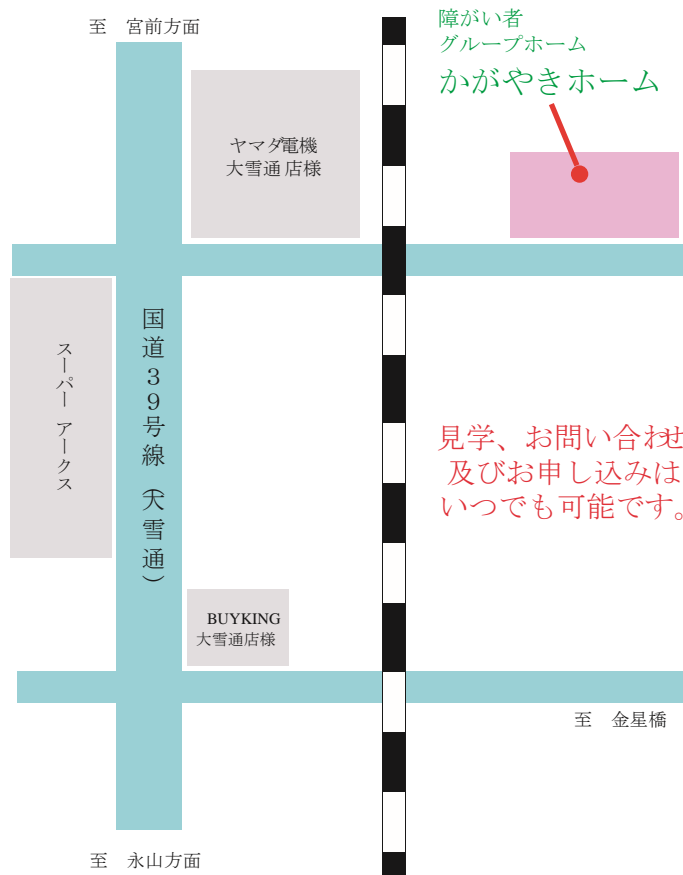 至　宮前方面
障がい者
グループホーム
かがやきホーム
ヤマダ電機
大雪通店様
国道３９号線（大雪通）
スーパー アークス
見学、お問い合わせ
及びお申し込みは
いつでも可能です。
BUYKING
大雪通店様
至　金星橋
至　永山方面